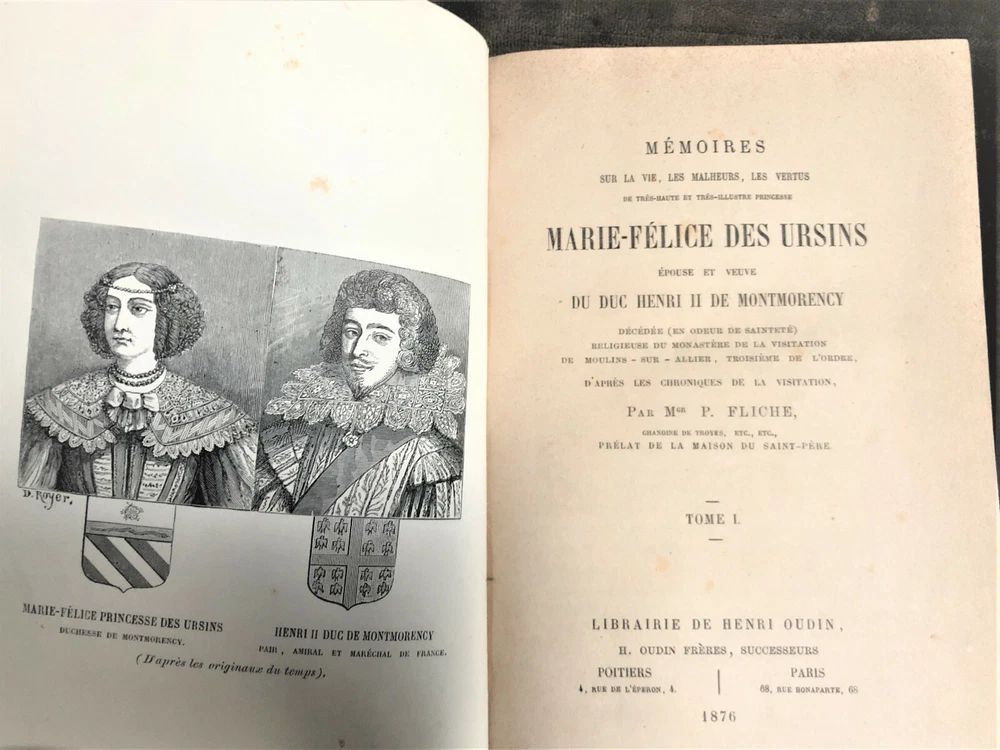 D. Royer.
MARIE-FÉLICE PRINCESSE DES URSINS
DUCHESSE DE MONTMORENCY.
HENRI II DUC DE MONTMORENCY
PAIR, AMIRAL ET MARÉCHAL DE FRANCE.
(D'après les originaux du temps).
MÉMOIRES
SUR LA VIE, LES MALHEURS, LES VERTUS
DE TRÈS-HAUTE ET TRÈS-ILLUSTRE PRINCESSE
MARIE-FÉLICE DES URSINS
ÉPOUSE ET VEUVE
DU DUC HENRI II DE MONTMORENCY
DÉCÉDÉE (EN ODEUR DE SAINTETÉ)
RELIGIEUSE DU MONASTÈRE DE LA VISITATION
DE MOULINS-SUR-ALLIER, TROISIÈME DE L'ORDRE,
D'APRÈS LES CHRONIQUES DE LA VISITATION,
PAR Mgr P. FLICHE,
CHANOINE DE TROYES, ETC., ETC.,
PRÉLAT DE LA MAISON DU SAINT-PÈRE.
TOME I.
LIBRAIRIE DE HENRI OUDIN,
H. OUDIN FRÈRES, SUCCESSEURS
POITIERS
4, RUE DE L'ÉPERON, 4.
PARIS
68, RUE BONAPARTE, 68
1876